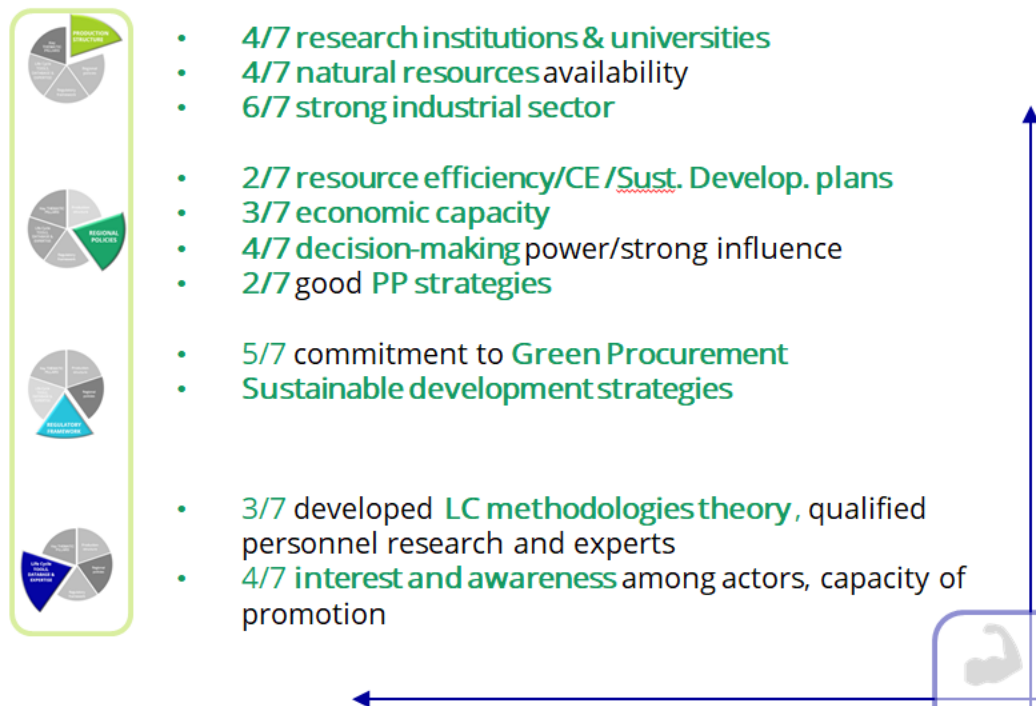 PRODUCTION
STRUCTURE
• 4/7 research institutions & universities
• 4/7 natural resources availability
• 6/7 strong industrial sector
REGIONAL
POLICIES
• 2/7 resource efficiency/CE /Sust. Develop. plans
• 3/7 economic capacity
• 4/7 decision-making power/strong influence
• 2/7 good PP strategies
REGULATORY
FRAMEWORK
• 5/7 commitment to Green Procurement
• Sustainable development strategies
Life Cycle
TOOLS,
DATABASE &
EXPERTISE
• 3/7 developed LC methodologies theory, qualified
personnel research and experts
• 4/7 interest and awareness among actors, capacity of
promotion